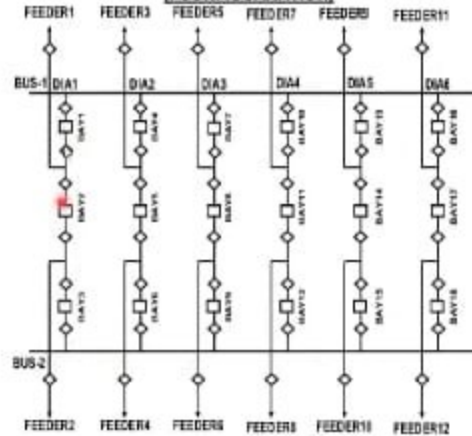 FEEDER1 FEEDER3 FEEDER5 FEEDER7 FEEDER9 FEEDER11
BUS-1 DIA1 DIA2 DIA3 DIA4 DIA5 DIA6
BAY1 BAY4 BAY7 BAY10 BAY13 BAY16
BAY2 BAY5 BAY8 BAY11 BAY14 BAY17
BAY3 BAY6 BAY9 BAY12 BAY15 BAY18
BUS-2
FEEDER2 FEEDER4 FEEDER6 FEEDER8 FEEDER10 FEEDER12